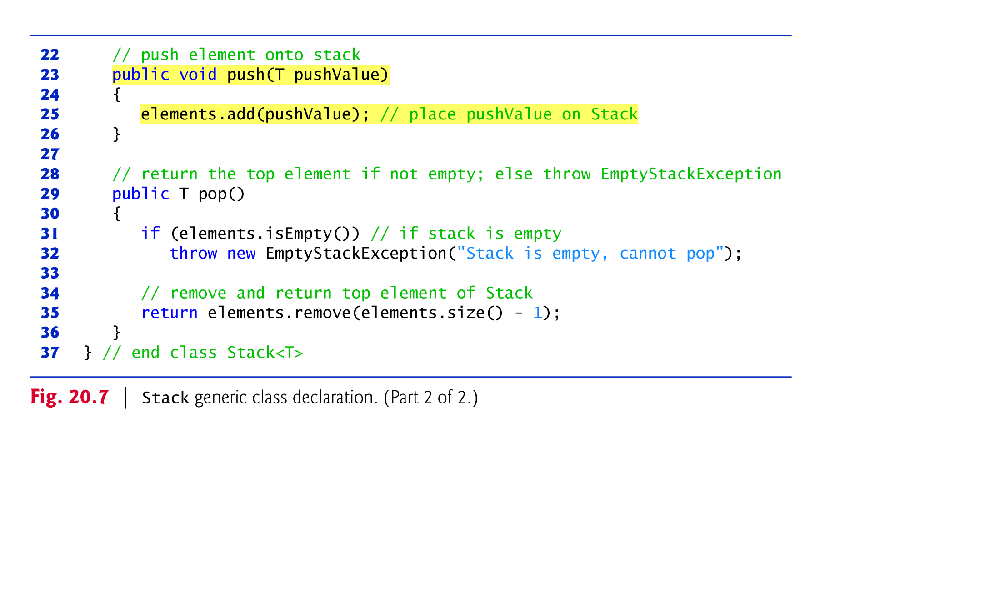 22 // push element onto stack
23 public void push(T pushValue)
24 {
25 elements.add(pushValue); // place pushValue on Stack
26 }
27
28 // return the top element if not empty; else throw EmptyStackException
29 public T pop()
30 {
31 if (elements.isEmpty()) // if stack is empty
32 throw new EmptyStackException("Stack is empty, cannot pop");
33
34 // remove and return top element of Stack
35 return elements.remove(elements.size() - 1);
36 }
37 } // end class Stack<T>
Fig. 20.7 | Stack generic class declaration. (Part 2 of 2.)